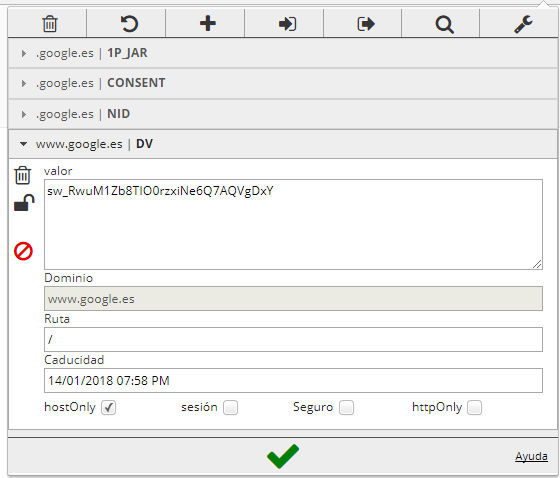 .google.es | 1P_JAR
.google.es | CONSENT
.google.es | NID
www.google.es | DV
valor
sw_RwuM1Zb8TIO0rzxiNe6Q7AQVgDxY
Dominio
www.google.es
Ruta
/
Caducidad
14/01/2018 07:58 PM
hostOnly sesión Seguro httpOnly
Ayuda